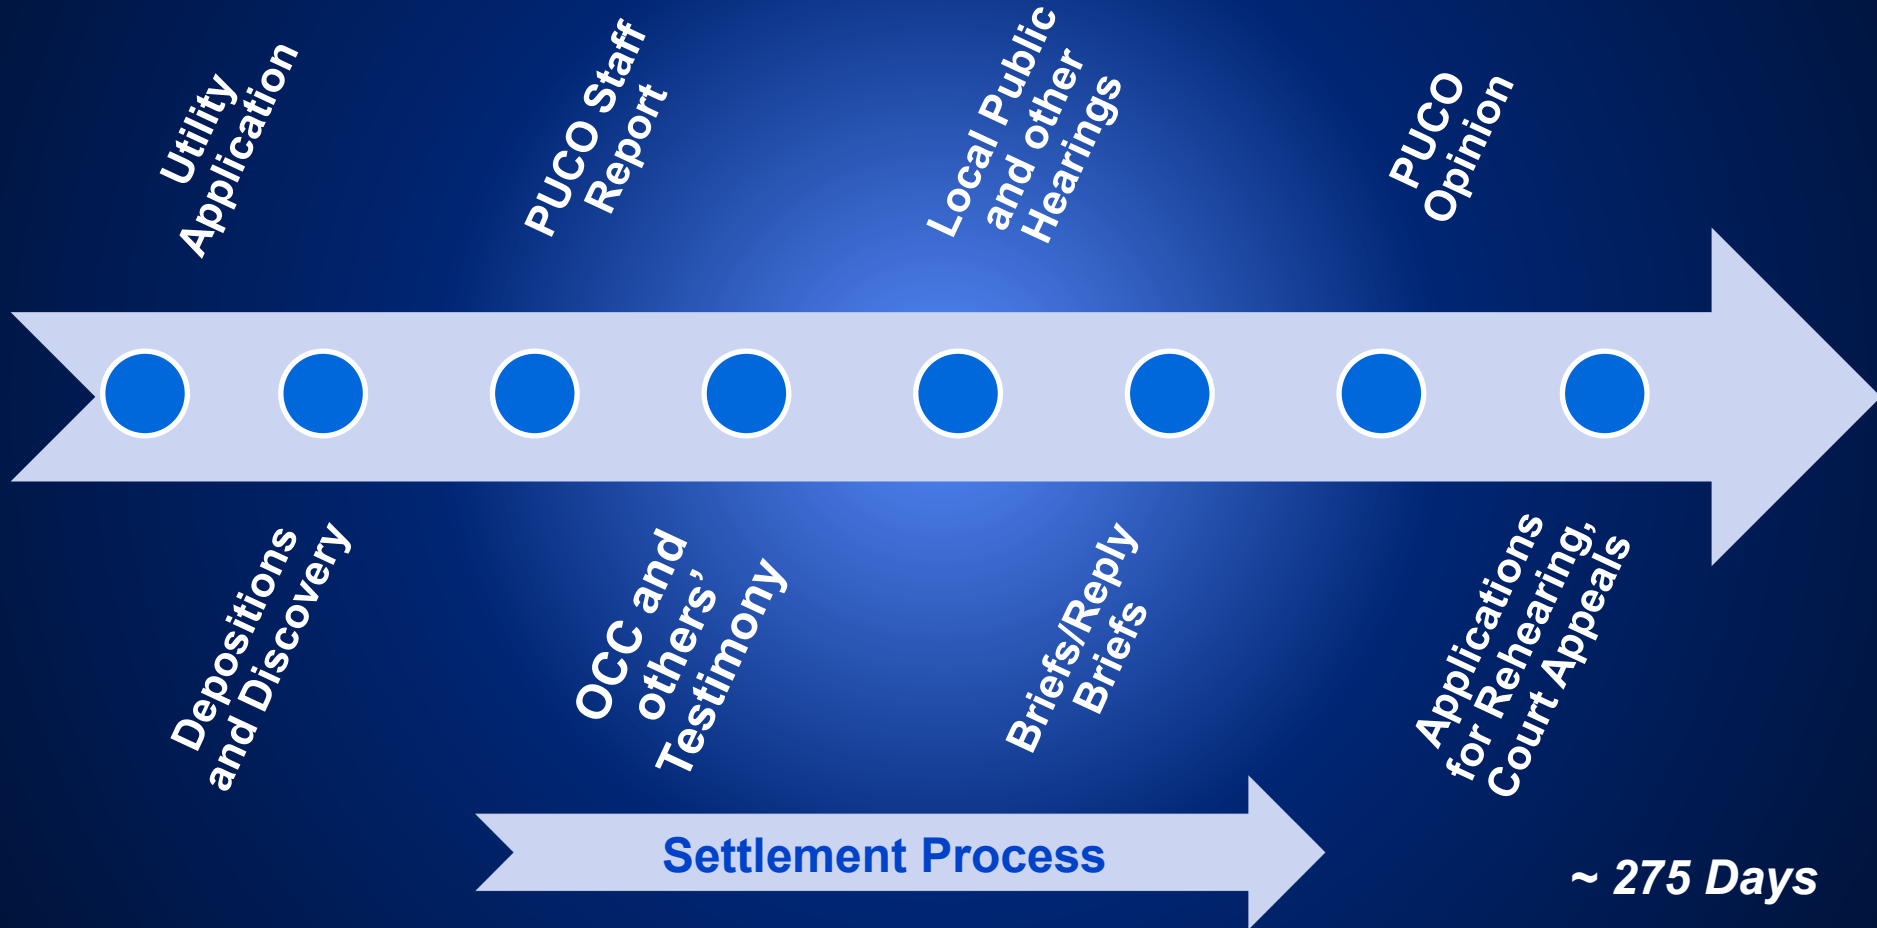 Utility
Application
PUCO Staff
Report
Local Public
and other
Hearings
PUCO
Opinion
Depositions
and Discovery
OCC and
others’
Testimony
Briefs/Reply
Briefs
Applications
for Rehearing,
Court Appeals
Settlement Process
~ 275 Days